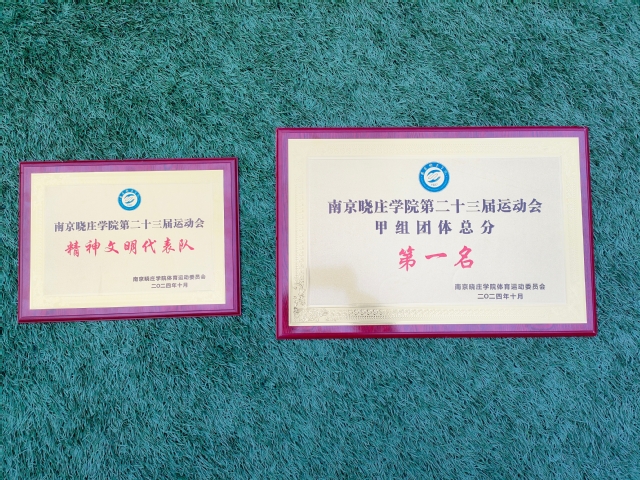 南京晓庄学院第二十三届运动会
精神文明代表队
南京晓庄学院体育运动委员会
二〇二四年十月
南京晓庄学院第二十三届运动会
甲组团体总分
第一名
南京晓庄学院体育运动委员会
二〇二四年十月